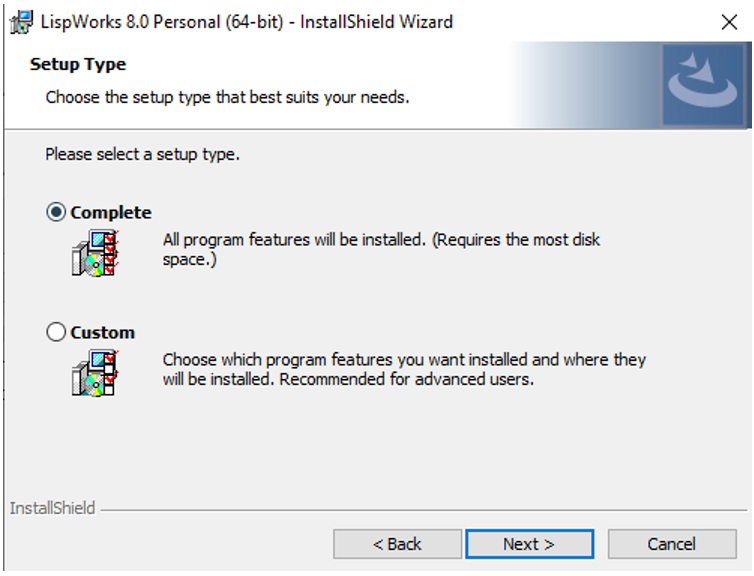 LispWorks 8.0 Personal (64-bit) - InstallShield Wizard
Setup Type
Choose the setup type that best suits your needs.
Please select a setup type.
Complete
All program features will be installed. (Requires the most disk
space.)
Custom
Choose which program features you want installed and where they
will be installed. Recommended for advanced users.
InstallShield
< Back
Next >
Cancel